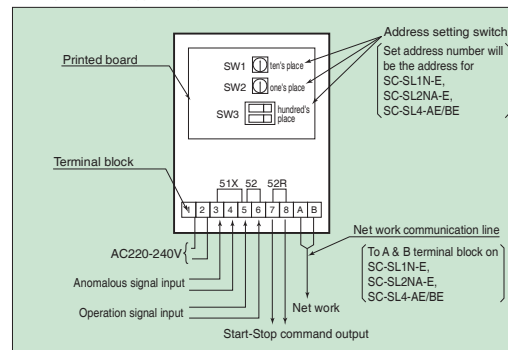 Address setting switch
Set address number will
be the address for
SC-SL1N-E,
SC-SL2NA-E,
SC-SL4-AE/BE
Printed board
SW1 ten's place
SW2 one's place
SW3 hundred's
place
Terminal block
51X 52 52R
1 2 3 4 5 6 7 8 A B
AC220-240V
Anomalous signal input
Operation signal input
Start-Stop command output
Net work
Net work communication line
To A & B terminal block on
SC-SL1N-E,
SC-SL2NA-E,
SC-SL4-AE/BE